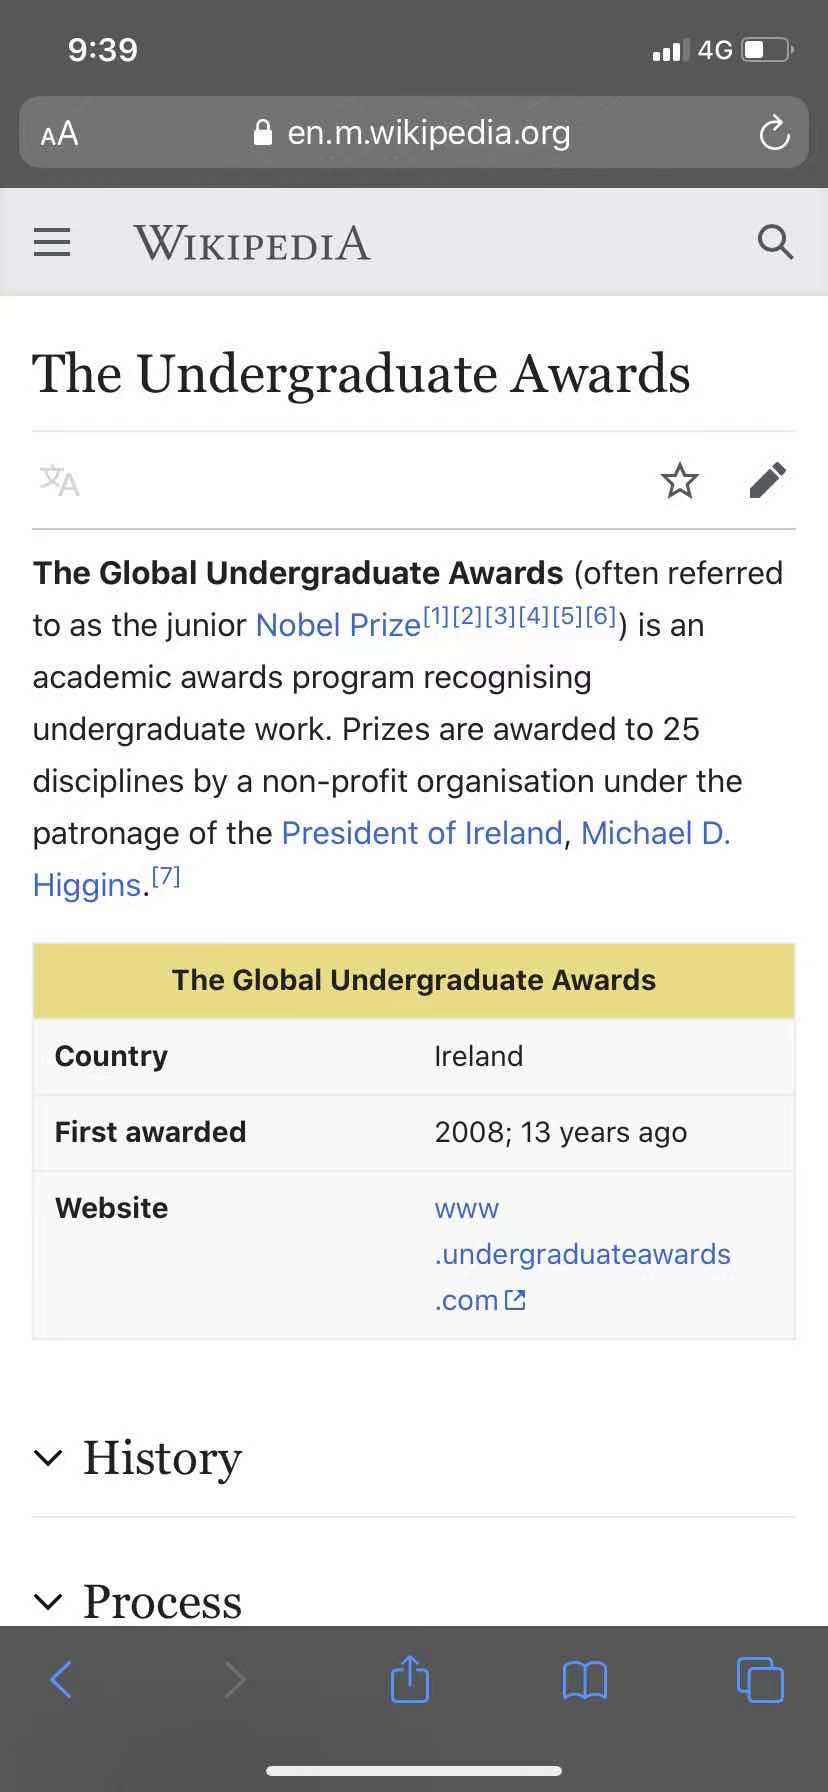 9:39
4G
AA
en.m.wikipedia.org
WIKIPEDIA
The Undergraduate Awards
文A
The Global Undergraduate Awards (often referred
to as the junior Nobel Prize[1][2][3][4][5][6]) is an
academic awards program recognising
undergraduate work. Prizes are awarded to 25
disciplines by a non-profit organisation under the
patronage of the President of Ireland, Michael D.
Higgins.[7]
The Global Undergraduate Awards
Country Ireland
First awarded 2008; 13 years ago
Website www
.undergraduateawards
.com
History
Process